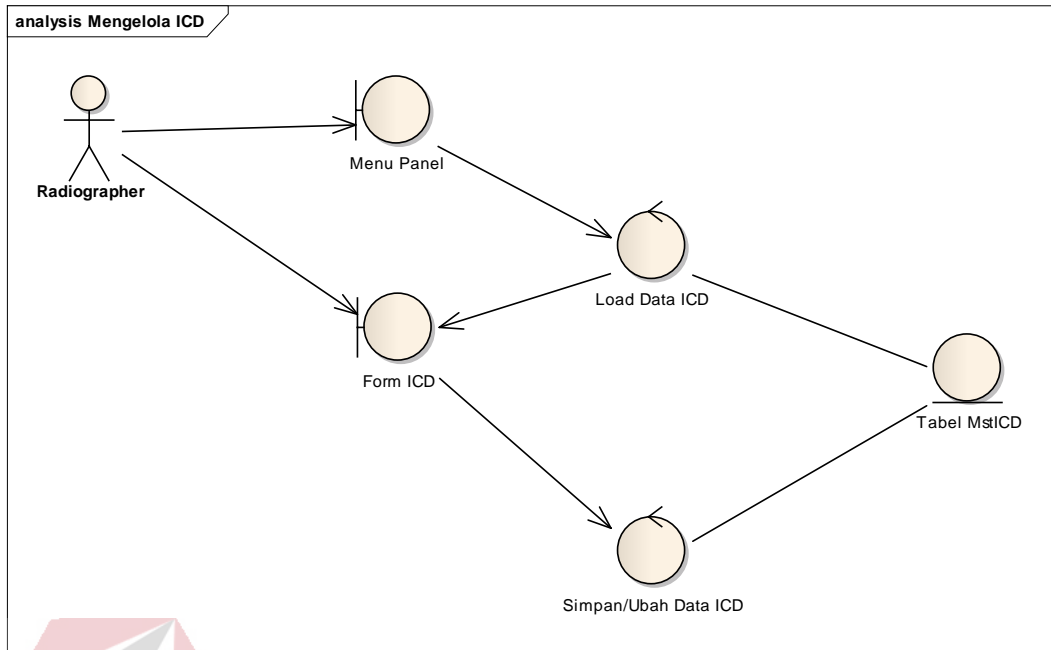 analysis Mengelola ICD
Radiographer
Menu Panel
Load Data ICD
Form ICD
Tabel MstICD
Simpan/Ubah Data ICD